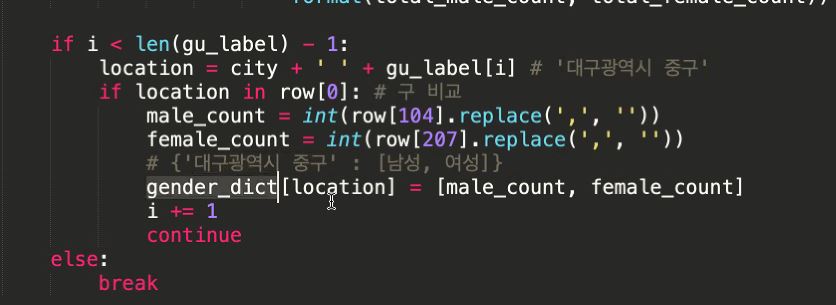 format(total_male_count, total_female_count))
if i < len(gu_label) - 1:
location = city + ' ' + gu_label[i] # '대구광역시 중구'
if location in row[0]: # 구 비교
male_count = int(row[104].replace(',', ''))
female_count = int(row[207].replace(',', ''))
# {'대구광역시 중구' : [남성, 여성]}
gender_dict[location] = [male_count, female_count]
i += 1
continue
else:
break